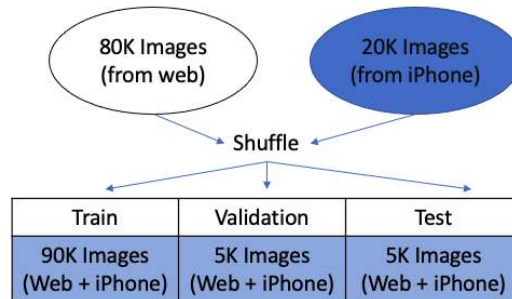 80K Images
(from web)
20K Images
(from iPhone)
Shuffle
Train
Validation
Test
90K Images
(Web + iPhone)
5K Images
(Web + iPhone)
5K Images
(Web + iPhone)